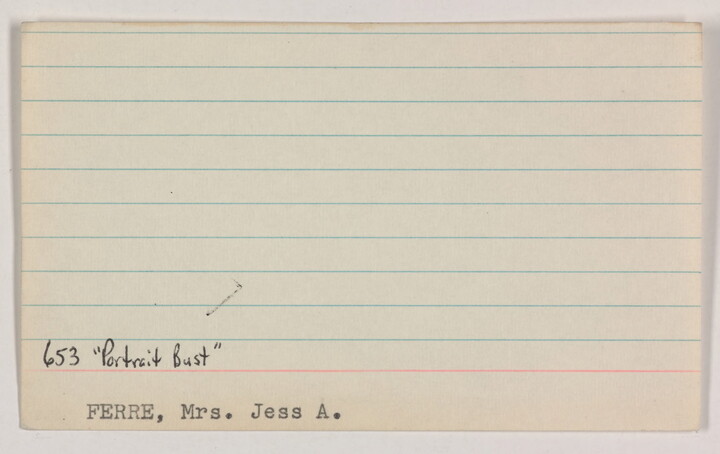 653 "Portrait Bust"
FERRE, Mrs. Jess A.